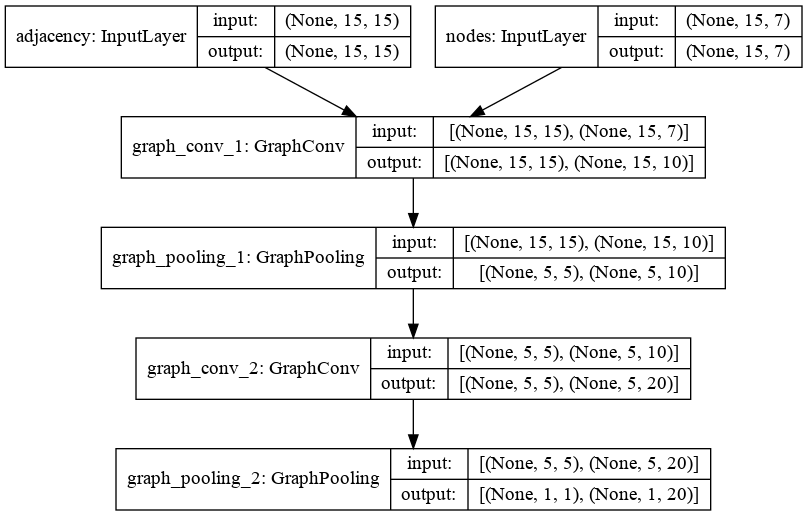 adjacency: InputLayer
input: (None, 15, 15)
output: (None, 15, 15)
nodes: InputLayer
input: (None, 15, 7)
output: (None, 15, 7)
graph_conv_1: GraphConv
input: [(None, 15, 15), (None, 15, 7)]
output: [(None, 15, 15), (None, 15, 10)]
graph_pooling_1: GraphPooling
input: [(None, 15, 15), (None, 15, 10)]
output: [(None, 5, 5), (None, 5, 10)]
graph_conv_2: GraphConv
input: [(None, 5, 5), (None, 5, 10)]
output: [(None, 5, 5), (None, 5, 20)]
graph_pooling_2: GraphPooling
input: [(None, 5, 5), (None, 5, 20)]
output: [(None, 1, 1), (None, 1, 20)]